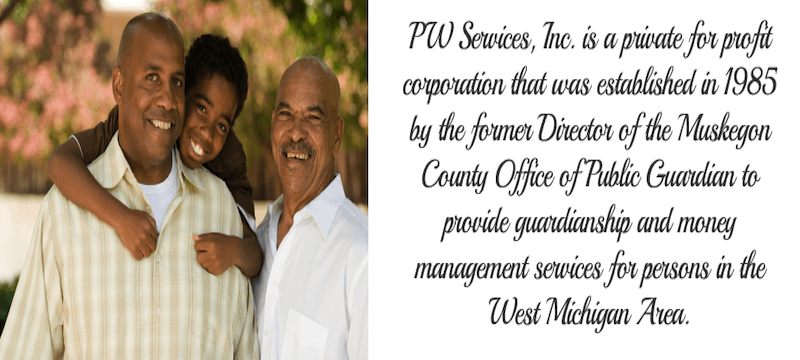 PW Services, Inc. is a private for profit
corporation that was established in 1985
by the former Director of the Muskegon
County Office of Public Guardian to
provide guardianship and money
management services for persons in the
West Michigan Area.